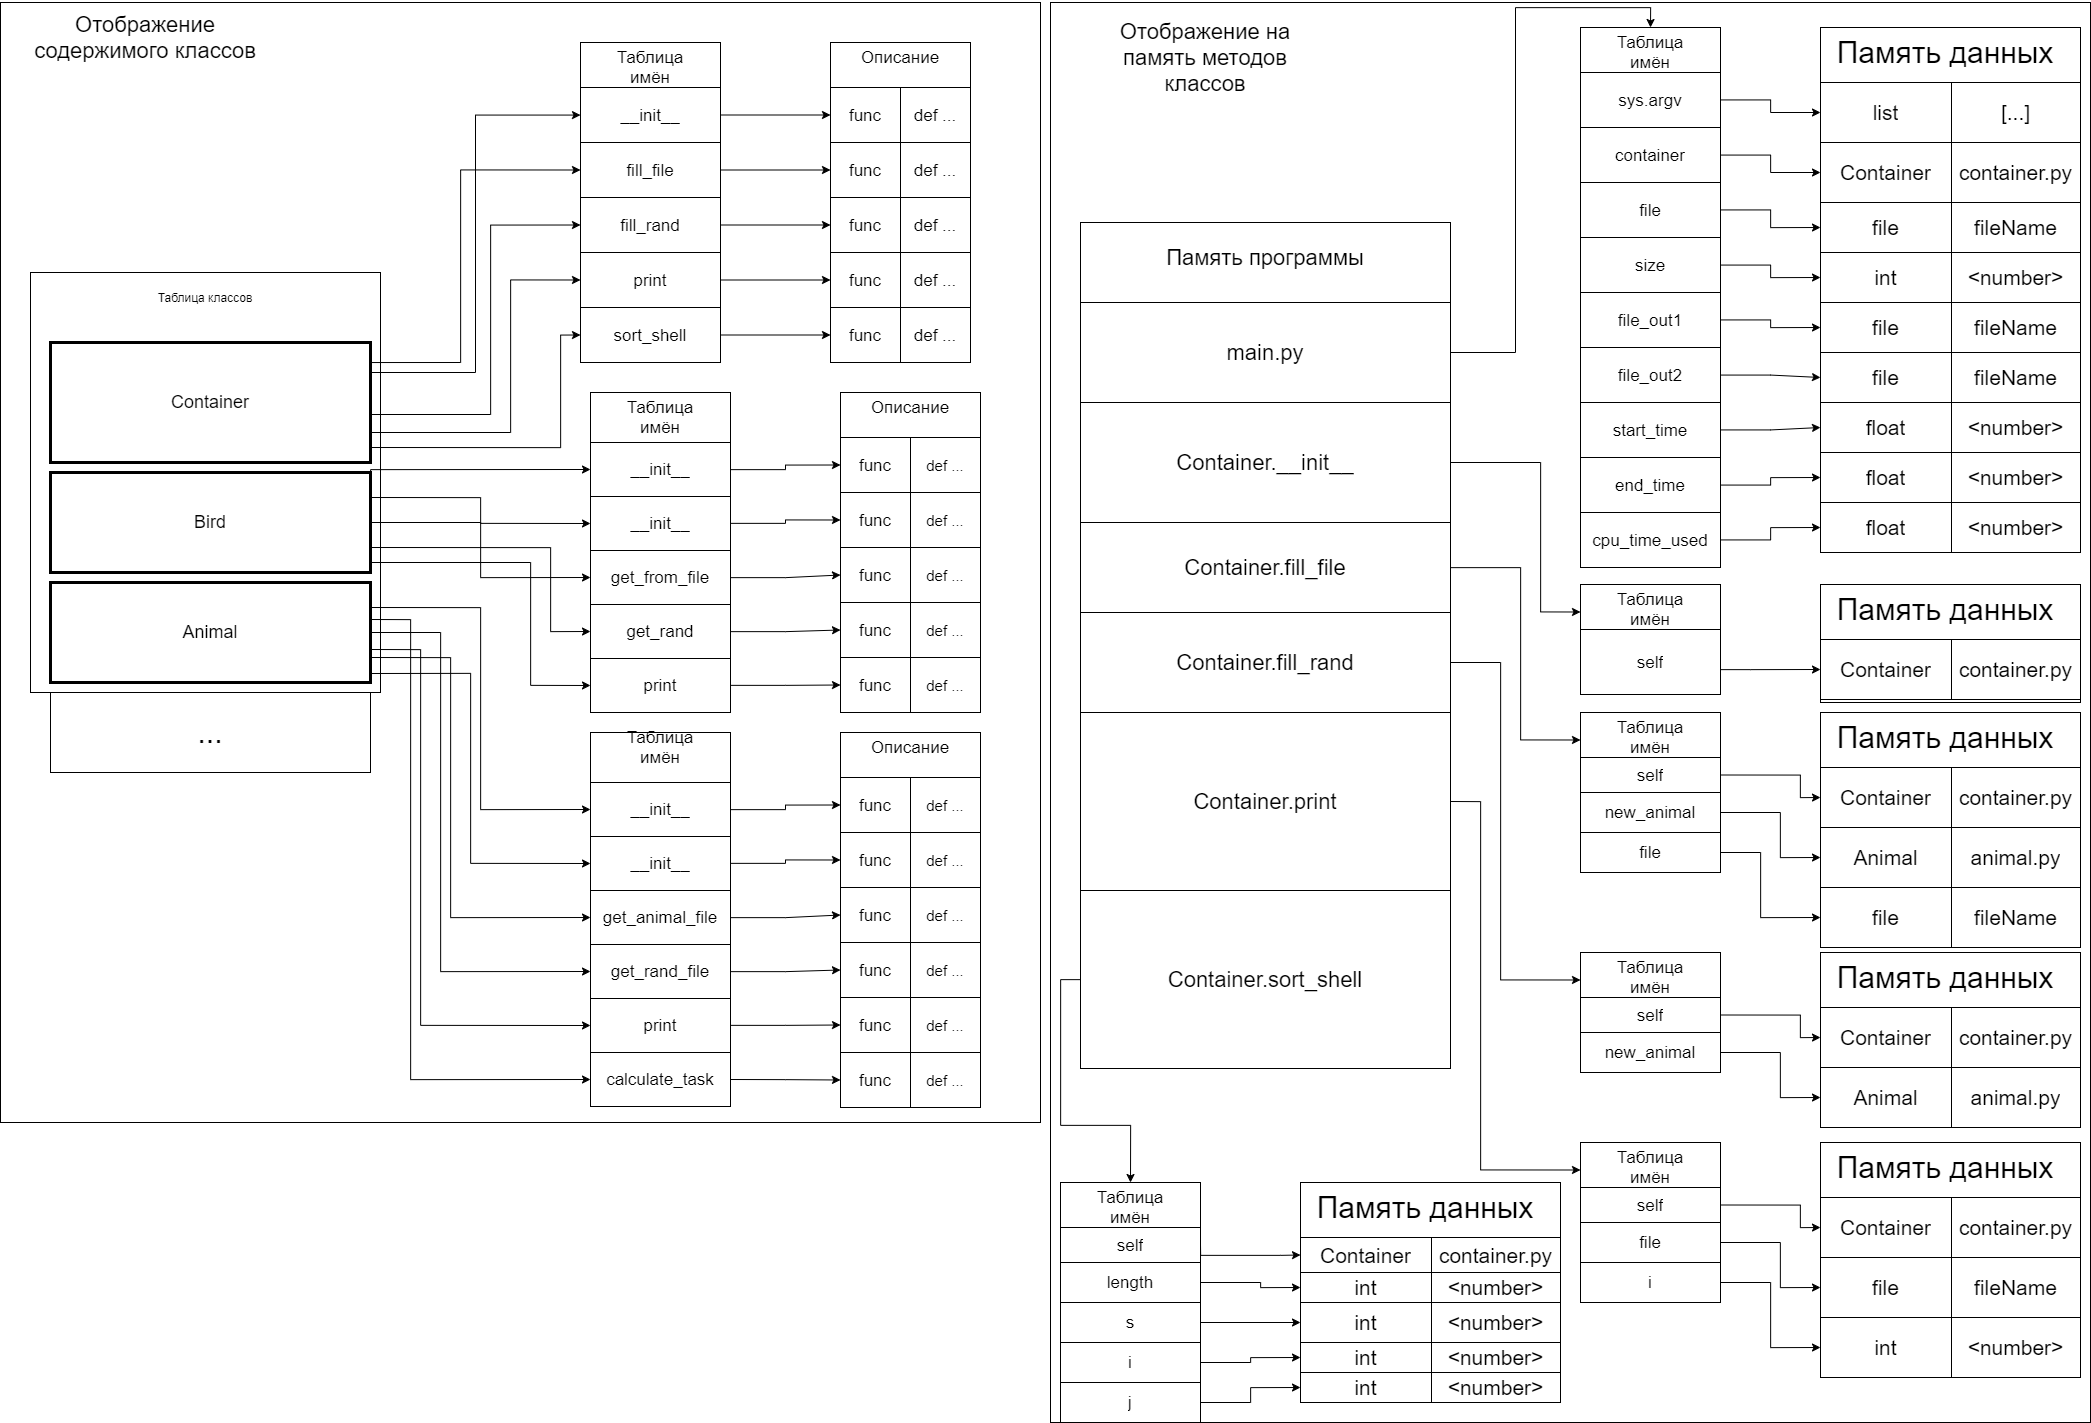 Отображение
содержимого классов
Таблица классов
Container
Bird
Animal
...
Таблица
имён
__init__
fill_file
fill_rand
print
sort_shell
Описание
func def ...
func def ...
func def ...
func def ...
func def ...
Таблица
имён
__init__
__init__
get_from_file
get_rand
print
Описание
func def ...
func def ...
func def ...
func def ...
func def ...
Таблица
имён
__init__
__init__
get_animal_file
get_rand_file
print
calculate_task
Описание
func def ...
func def ...
func def ...
func def ...
func def ...
func def ...
Отображение на
память методов
классов
Память программы
main.py
Container.__init__
Container.fill_file
Container.fill_rand
Container.print
Container.sort_shell
Таблица
имён
sys.argv
container
file
size
file_out1
file_out2
start_time
end_time
cpu_time_used
Память данных
list [...]
Container container.py
file fileName
int <number>
file fileName
file fileName
float <number>
float <number>
float <number>
Таблица
имён
self
Память данных
Container container.py
Таблица
имён
self
new_animal
file
Память данных
Container container.py
Animal animal.py
file fileName
Таблица
имён
self
new_animal
Память данных
Container container.py
Animal animal.py
Таблица
имён
self
file
i
Память данных
Container container.py
file fileName
int <number>
Таблица
имён
self
length
s
i
j
Память данных
Container container.py
int <number>
int <number>
int <number>
int <number>